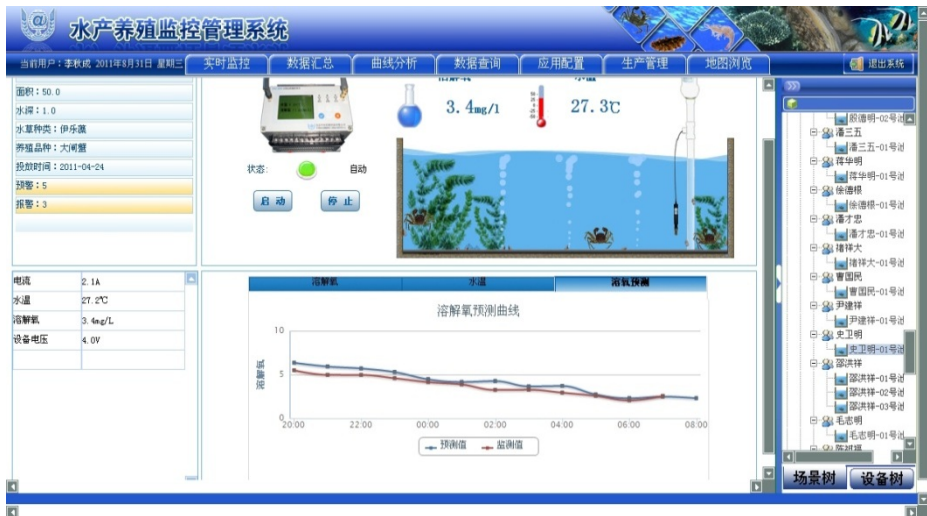 水产养殖监控管理系统
当前用户：李秋成 2011年8月31日 星期三
实时监控 数据汇总 曲线分析 数据查询 应用配置 生产管理 地图浏览
退出系统
面积：50.0
水深：1.0
水草种类：伊乐藻
养殖品种：大闸蟹
投放时间：2011-04-24
预警：5
报警：3
3.4mg/l
27.3℃
状态： 自动
启动 停止
电流 2.1A
水温 27.2℃
溶解氧 3.4mg/L
设备电压 4.0V
溶解氧 水温 溶氧预测
溶解氧预测曲线
溶解氧
10
5
0
20:00 22:00 00:00 02:00 04:00 06:00 08:00
预测值 监测值
殷德明-02号池
潘三五
潘三五-01号池
蒋华明
蒋华明-01号池
徐德根
徐德根-01号池
潘才忠
潘才忠-01号池
禇祥大
禇祥大-01号池
曹国民
曹国民-01号池
尹建祥
尹建祥-01号池
史卫明
史卫明-01号池
邵洪祥
邵洪祥-01号池
邵洪祥-02号池
邵洪祥-03号池
毛志明
毛志明-01号池
场景树 设备树